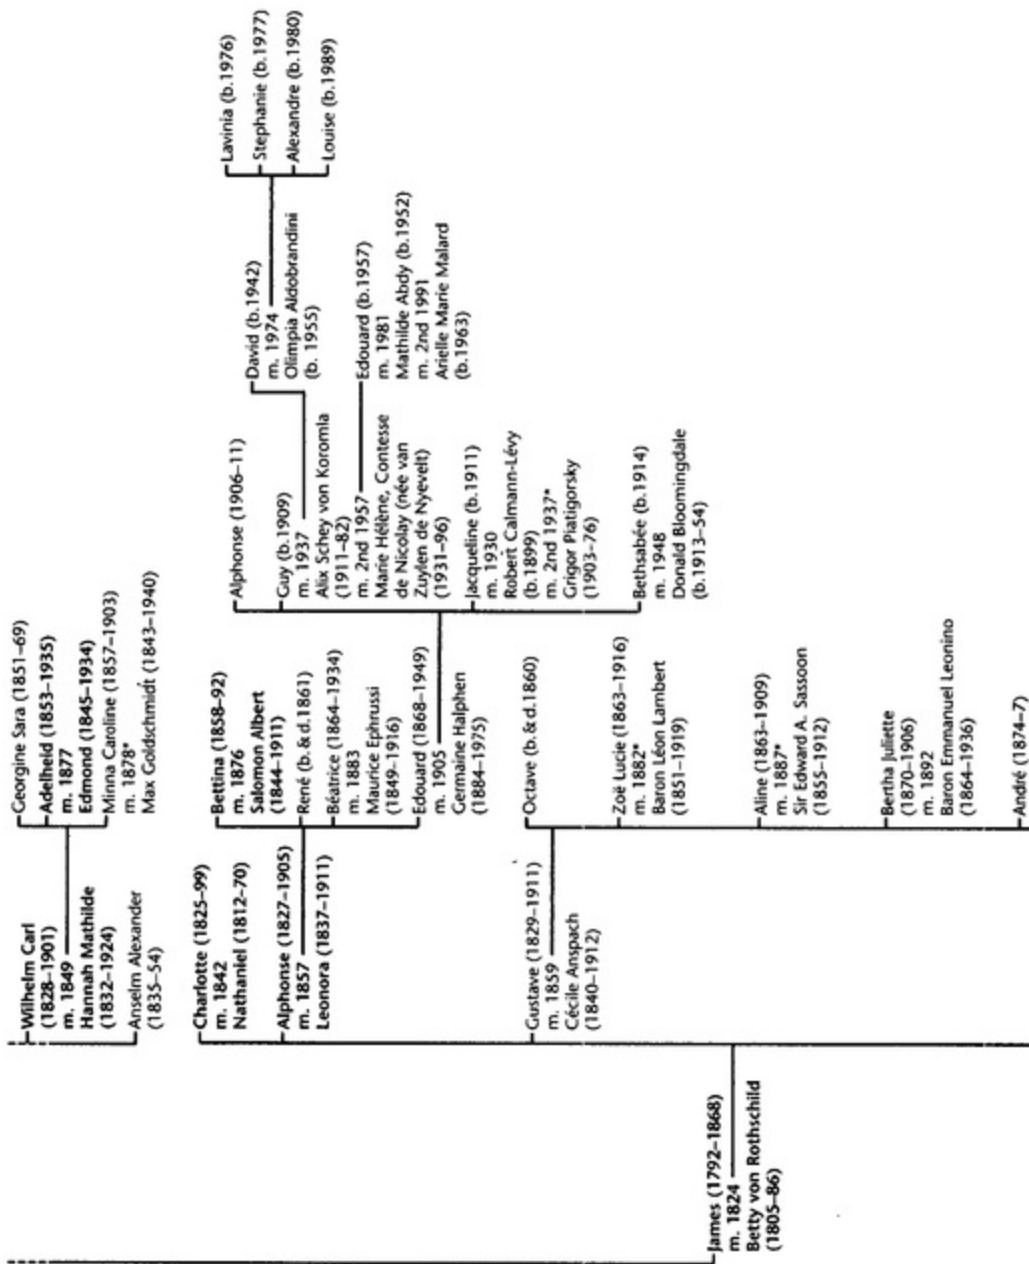 Wilhelm Carl
(1828–1901)
m. 1849
Hannah Mathilde
(1832–1924)
Anselm Alexander
(1835–54)
Georgine Sara (1851–69)
Adelheid (1853–1935)
m. 1877
Edmond (1845–1934)
Minna Caroline (1857–1903)
m. 1878*
Max Goldschmidt (1843–1940)
James (1792–1868)
m. 1824
Betty von Rothschild
(1805–86)
Charlotte (1825–99)
m. 1842
Nathaniel (1812–70)
Alphonse (1827–1905)
m. 1857
Leonora (1837–1911)
Gustave (1829–1911)
m. 1859
Cécile Anspach
(1840–1912)
Bettina (1858–92)
m. 1876
Salomon Albert
(1844–1911)
René (b.&d.1861)
Béatrice (1864–1934)
m. 1883
Maurice Ephrussi
(1849–1916)
Edouard (1868–1949)
m. 1905
Germaine Halphen
(1884–1975)
Octave (b.&d.1860)
Zoë Lucie (1863–1916)
m. 1882*
Baron Léon Lambert
(1851–1919)
Aline (1863–1909)
m. 1887*
Sir Edward A. Sassoon
(1855–1912)
Bertha Juliette
(1870–1906)
m. 1892
Baron Emmanuel Leonino
(1864–1936)
André (1874–7)
Alphonse (1906–11)
Guy (b.1909)
m. 1937
Alix Schey von Koromla
(1911–82)
m. 2nd 1957
Marie Hélène, Contesse
de Nicolay (née van
Zuylen de Nyevelt)
(1931–96)
Jacqueline (b.1911)
m. 1930
Robert Calmann-Lévy
(b.1899)
m. 2nd 1937*
Grigor Piatigorsky
(1903–76)
Bethsabée (b.1914)
m. 1948
Donald Bloomingdale
(b.1913–54)
David (b.1942)
m. 1974
Olimpia Aldobrandini
(b. 1955)
Edouard (b.1957)
m. 1981
Mathilde Abdy (b.1952)
m. 2nd 1991
Arielle Marie Malard
(b.1963)
Lavinia (b.1976)
Stephanie (b.1977)
Alexandre (b.1980)
Louise (b.1989)